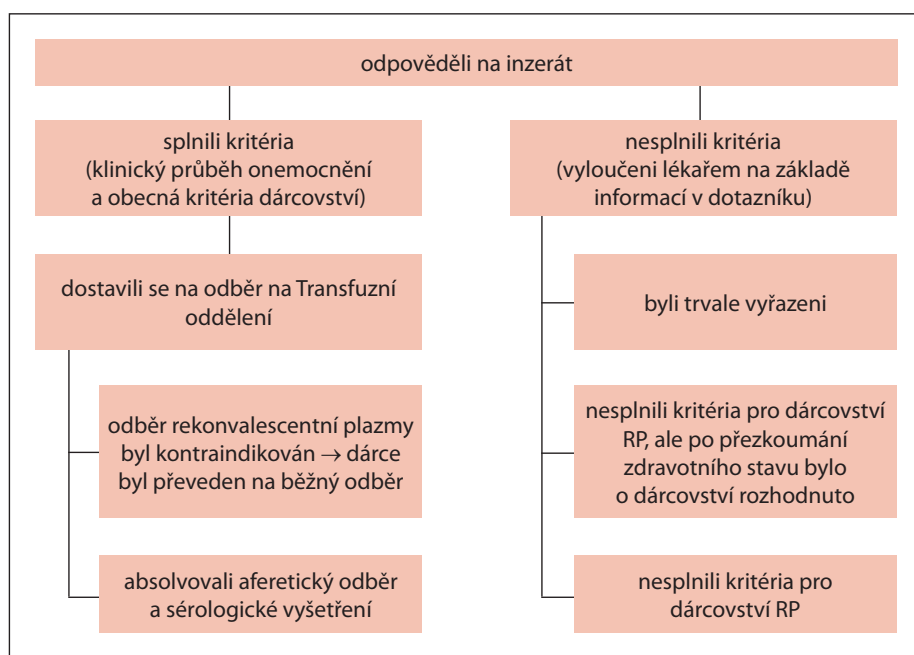 odpověděli na inzerát
splnili kritéria
(klinický průběh onemocnění
a obecná kritéria dárcovství)
dostavili se na odběr na Transfuzní
oddělení
odběr rekonvalescentní plazmy
byl kontraindikován → dárce
byl převeden na běžný odběr
absolvovali aferetický odběr
a sérologické vyšetření
nesplnili kritéria
(vyloučeni lékařem na základě
informací v dotazníku)
byli trvale vyřazeni
nesplnili kritéria pro dárcovství
RP, ale po přezkoumání
zdravotního stavu bylo
o dárcovství rozhodnuto
nesplnili kritéria pro
dárcovství RP